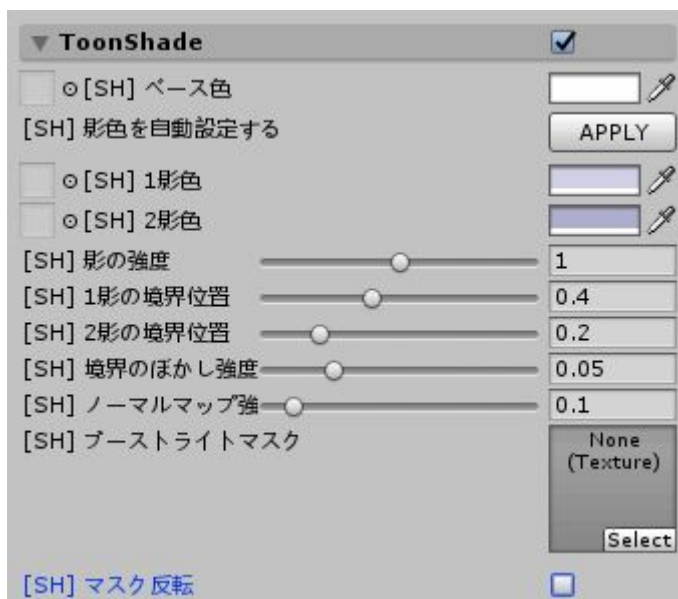 ▼ ToonShade
[SH] ベース色
[SH] 影色を自動設定する APPLY
[SH] 1影色
[SH] 2影色
[SH] 影の強度 1
[SH] 1影の境界位置 0.4
[SH] 2影の境界位置 0.2
[SH] 境界のぼかし強度 0.05
[SH] ノーマルマップ強 0.1
[SH] ブーストライトマスク None
(Texture)
Select
[SH] マスク反転